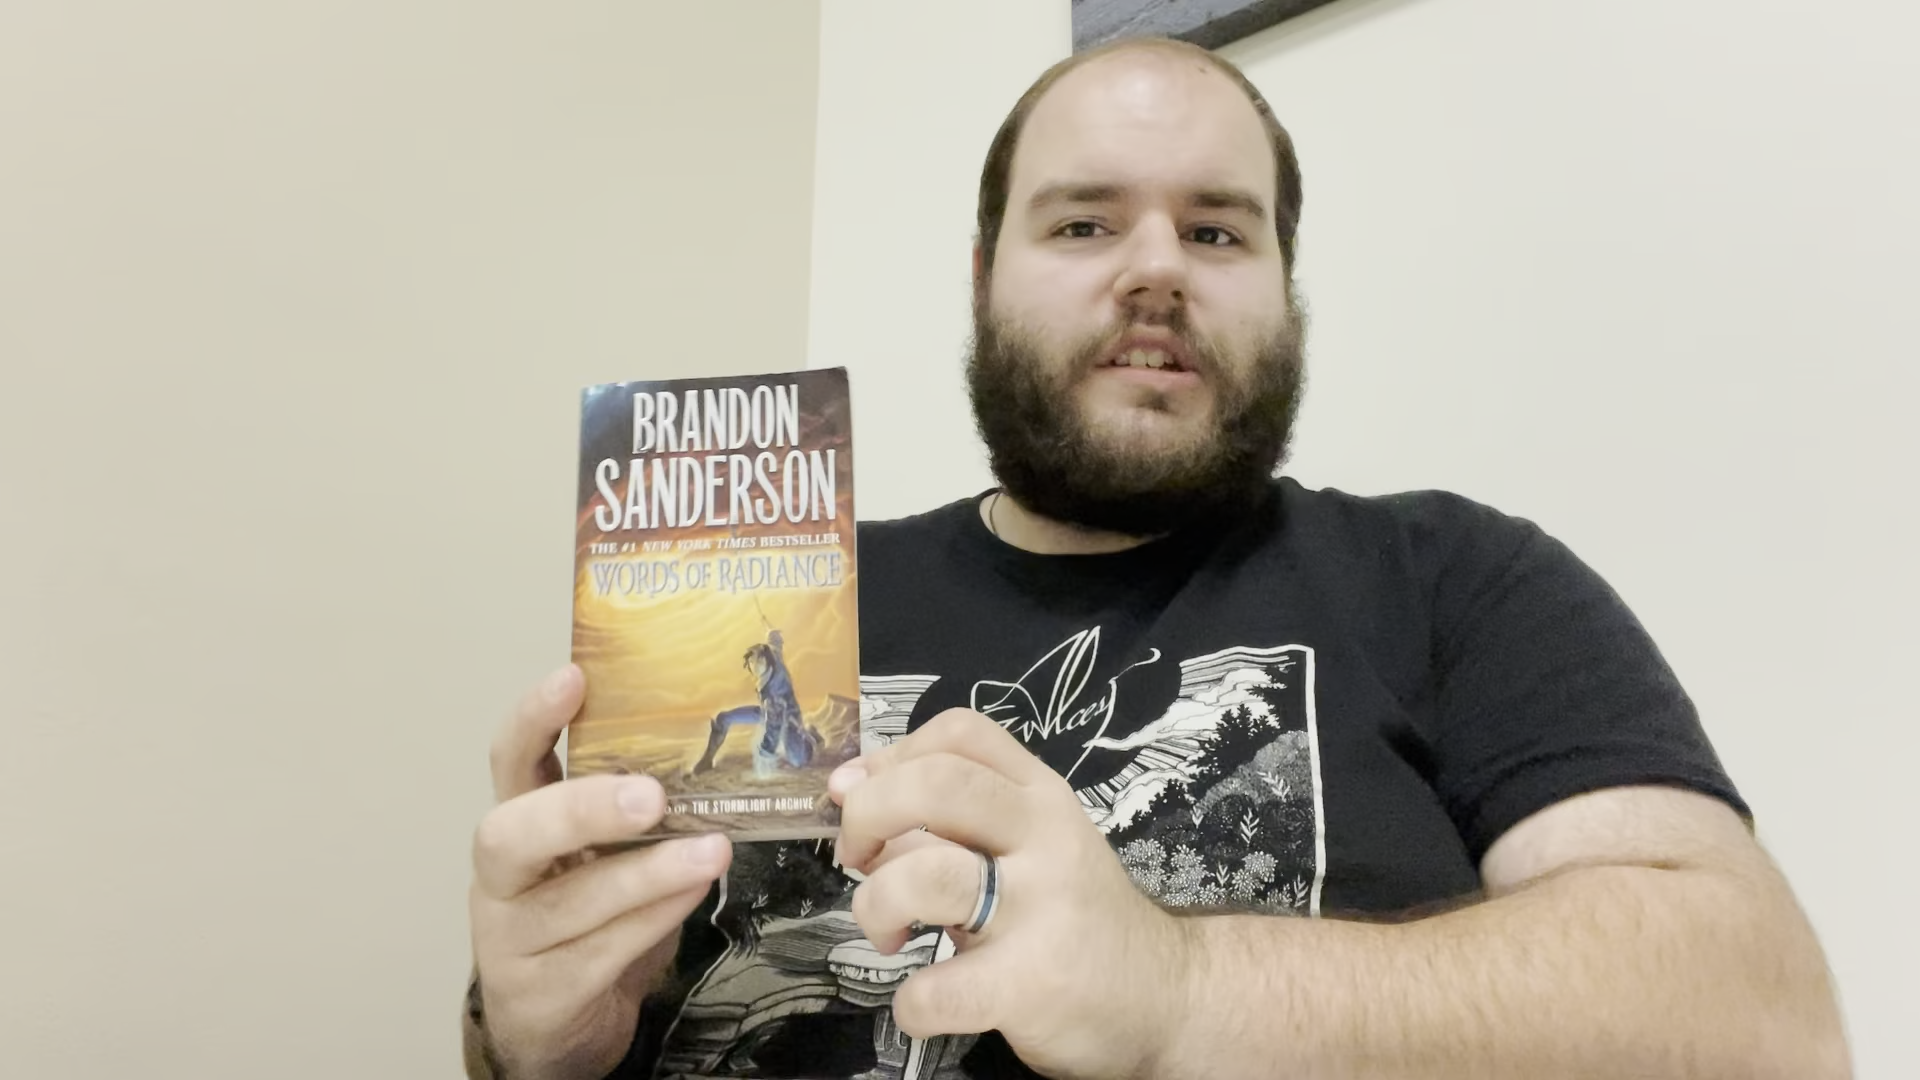 BRANDON
SANDERSON
THE #1 NEW YORK TIMES BESTSELLER
WORDS OF RADIANCE
OF THE STORMLIGHT ARCHIVE